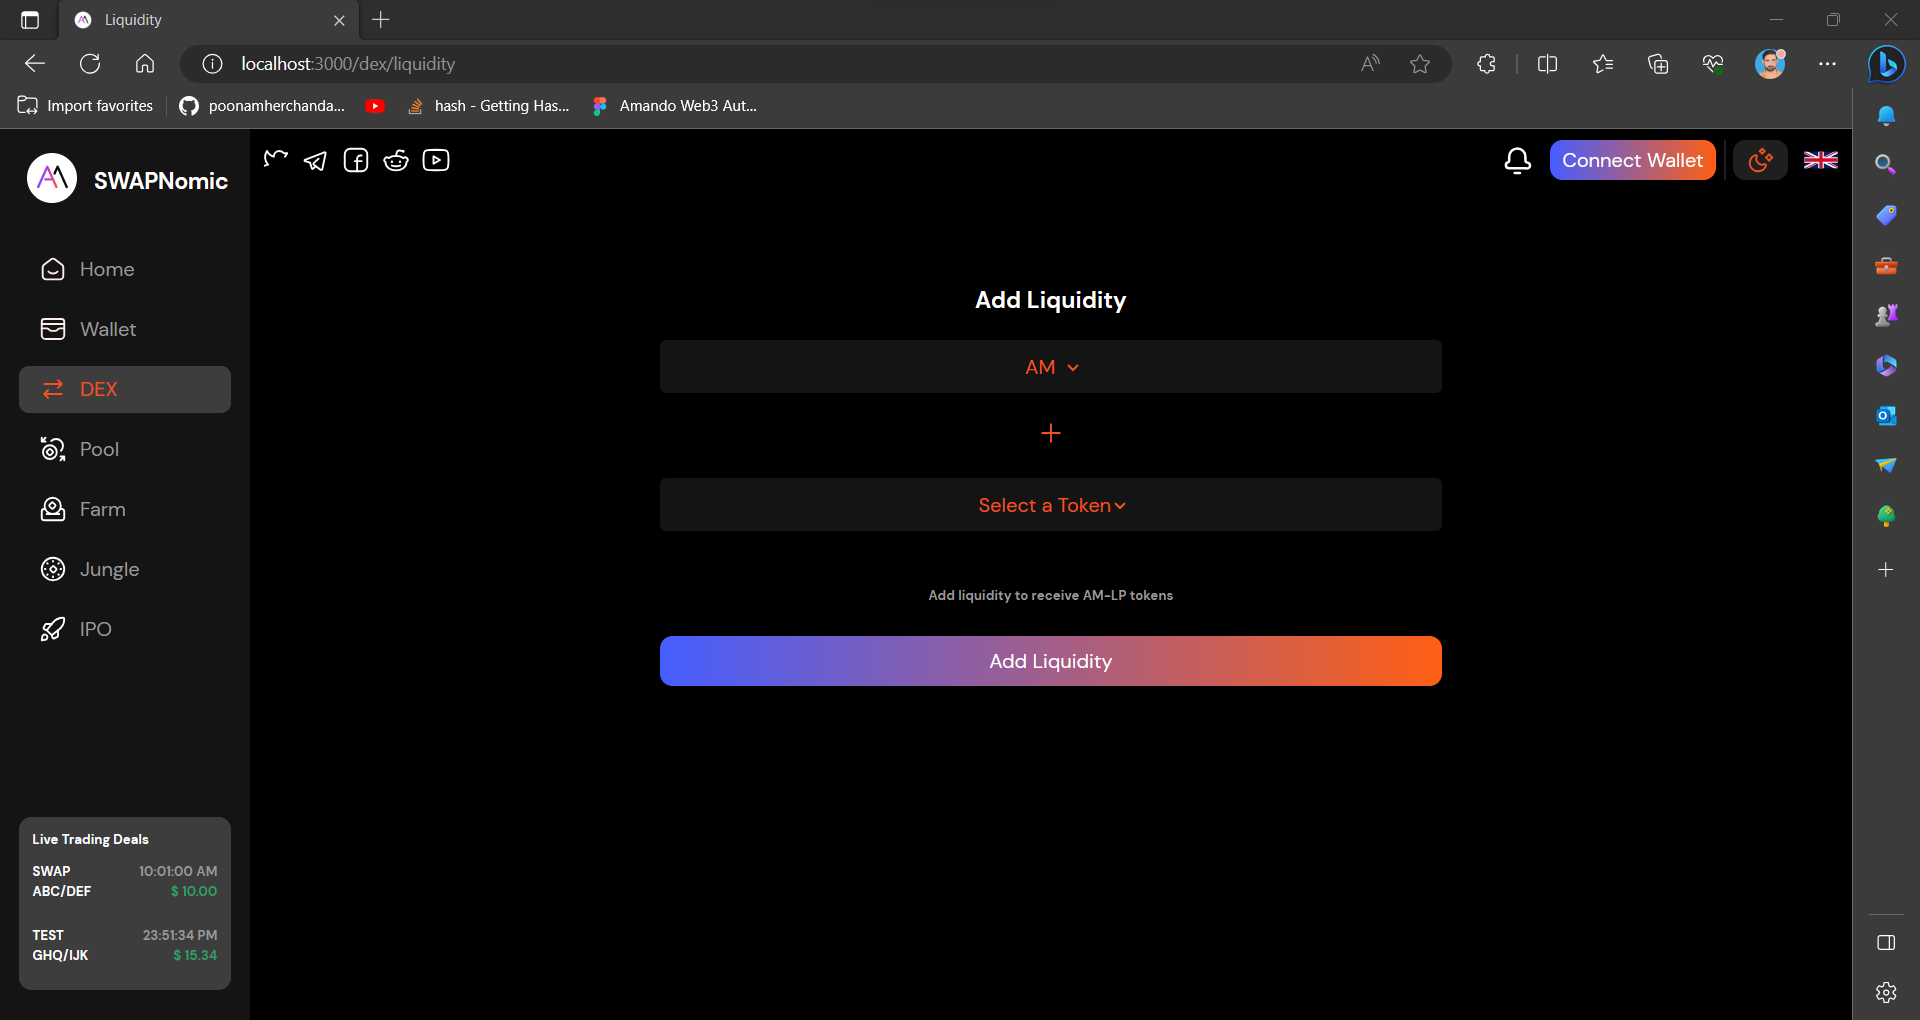 Liquidity
localhost:3000/dex/liquidity
Import favorites
poonamherchanda...
hash - Getting Has...
Amando Web3 Aut...
SWAPNomic
Connect Wallet
Home
Wallet
DEX
Pool
Farm
Jungle
IPO
Add Liquidity
AM
Select a Token
Add liquidity to receive AM-LP tokens
Add Liquidity
Live Trading Deals
SWAP 10:01:00 AM
ABC/DEF $ 10.00
TEST 23:51:34 PM
GHQ/IJK $ 15.34